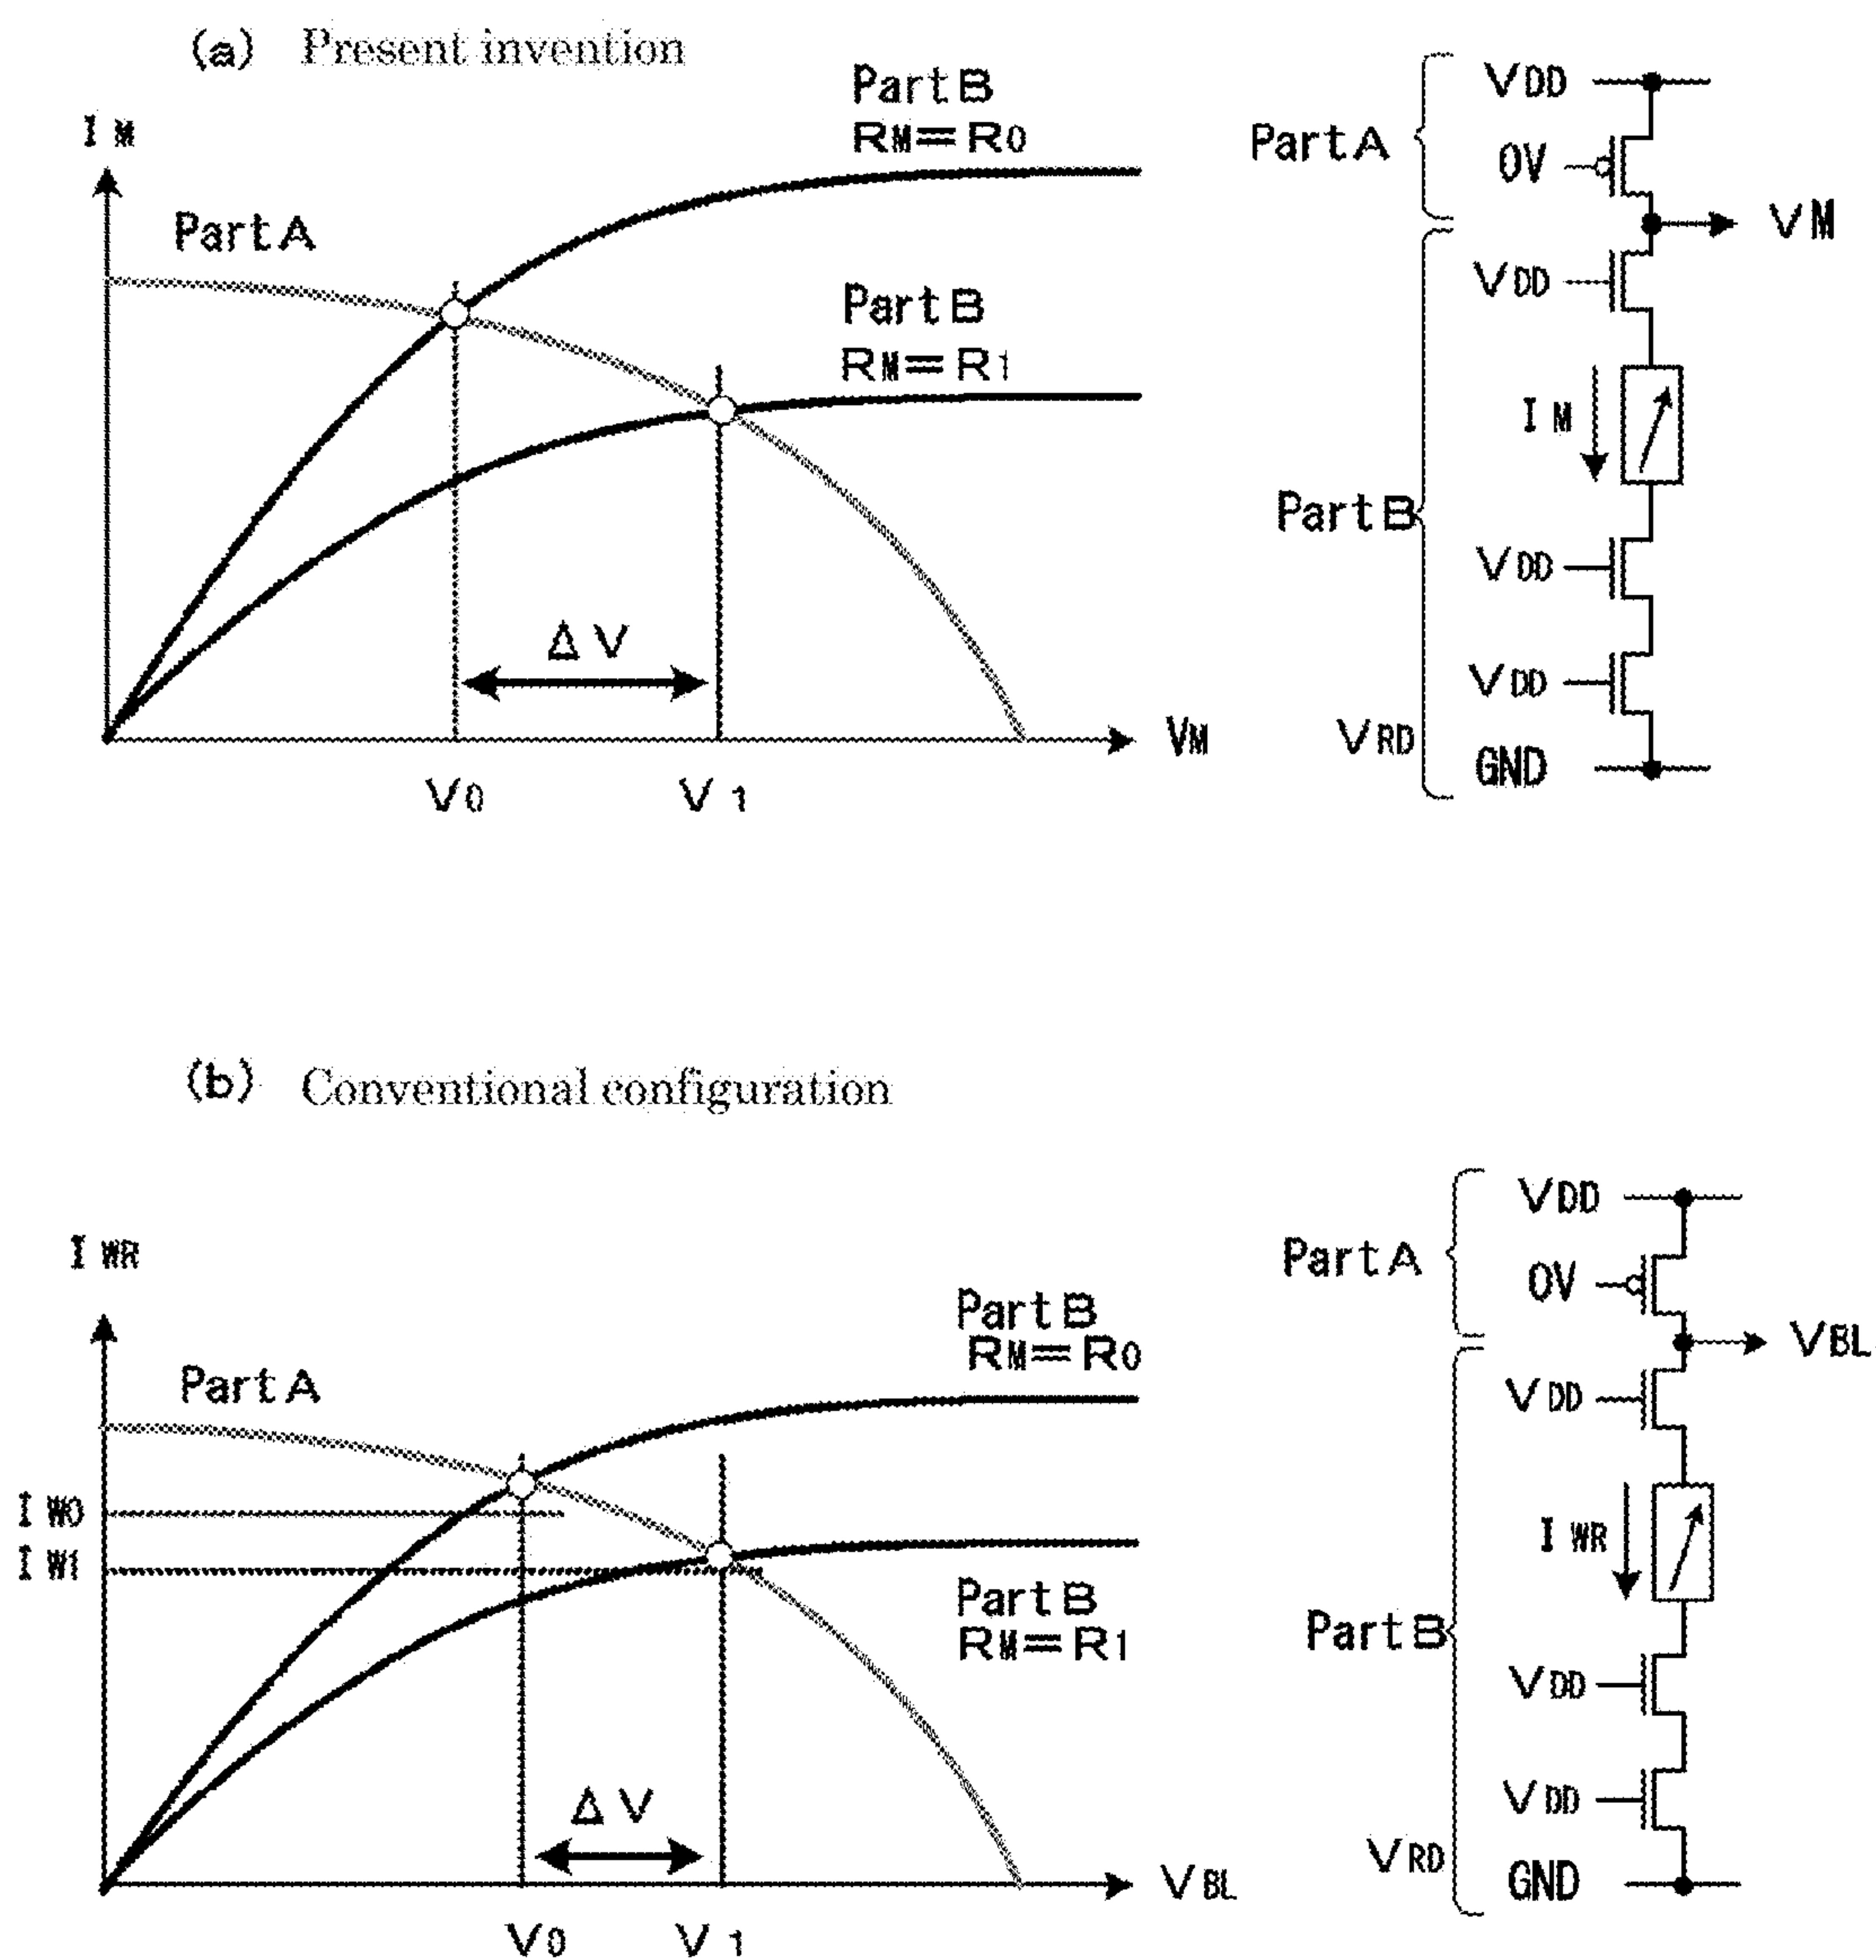 (a) Present invention
IM
Part A
Part B
RM=R0
Part B
RM=R1
ΔV
VM
V0
V1
Part A
VDD
0V
VM
VDD
IM
Part B
VDD
VDD
VRD
GND
(b) Conventional configuration
IWR
Part A
Part B
RM=R0
IW0
IW1
Part B
RM=R1
ΔV
VBL
V0
V1
Part A
VDD
0V
VBL
VDD
IWR
Part B
VDD
VDD
VRD
GND